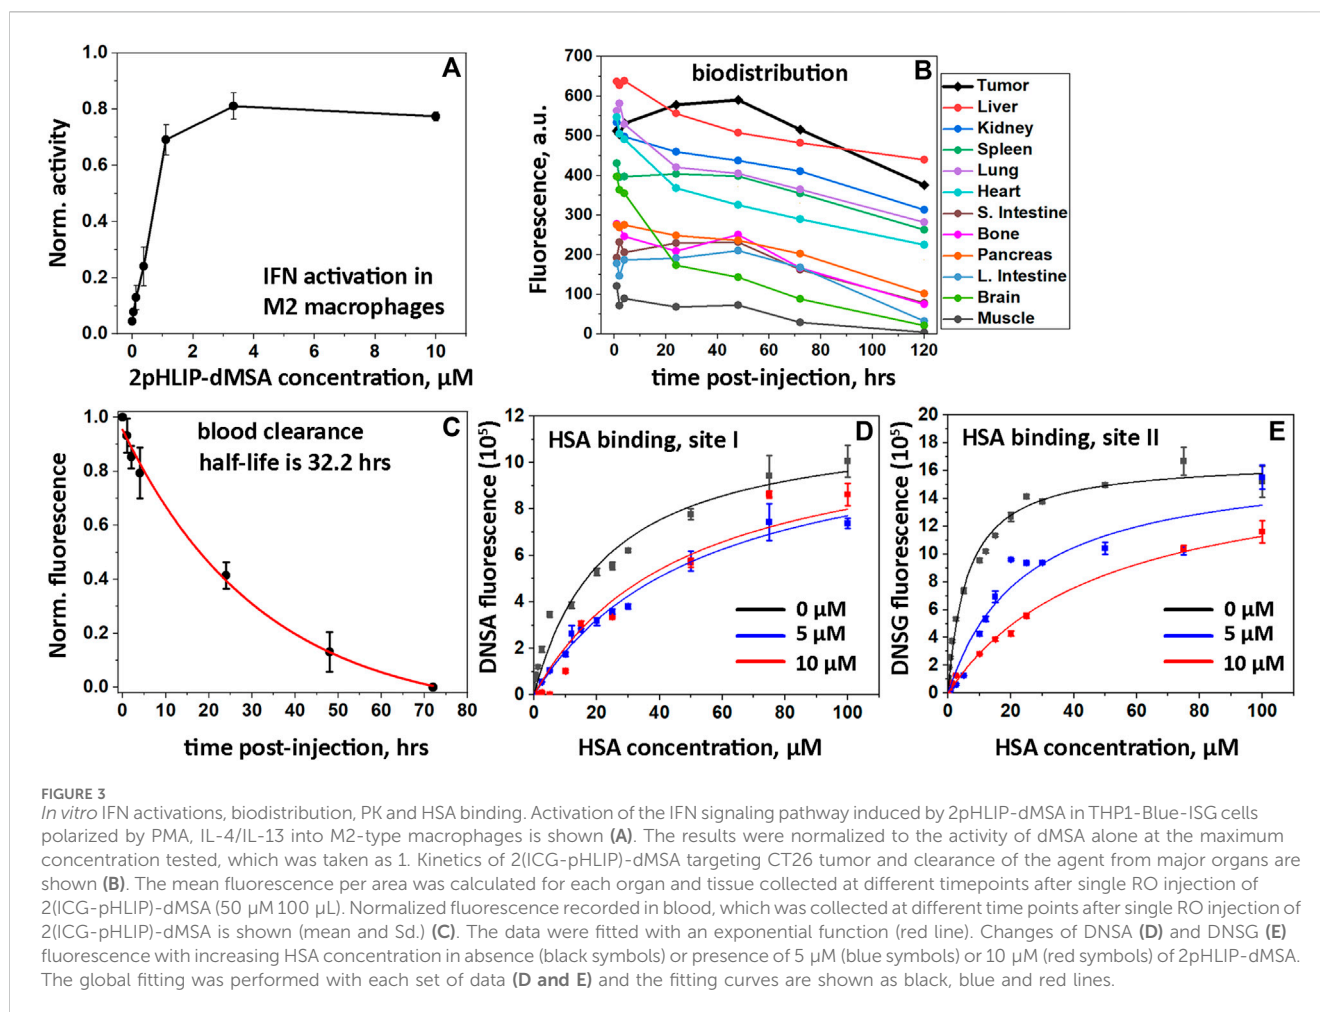 A
Norm. activity
1.0
0.8
0.6
0.4
0.2
0.0
IFN activation in
M2 macrophages
0 2 4 6 8 10
2pHLIP-dMSA concentration, μM
B
biodistribution
Fluorescence, a.u.
700
600
500
400
300
200
100
0
0 20 40 60 80 100 120
time post-injection, hrs
Tumor
Liver
Kidney
Spleen
Lung
Heart
S. Intestine
Bone
Pancreas
L. Intestine
Brain
Muscle
C
blood clearance
half-life is 32.2 hrs
Norm. fluorescence
1.0
0.8
0.6
0.4
0.2
0.0
0 10 20 30 40 50 60 70 80
time post-injection, hrs
D
HSA binding, site I
DNSA fluorescence (10⁵)
12
10
8
6
4
2
0
0 μM
5 μM
10 μM
0 20 40 60 80 100
HSA concentration, μM
E
HSA binding, site II
DNSG fluorescence (10⁵)
20
18
16
14
12
10
8
6
4
2
0
0 μM
5 μM
10 μM
0 20 40 60 80 100
HSA concentration, μM
FIGURE 3
In vitro IFN activations, biodistribution, PK and HSA binding. Activation of the IFN signaling pathway induced by 2pHLIP-dMSA in THP1-Blue-ISG cells
polarized by PMA, IL-4/IL-13 into M2-type macrophages is shown (A). The results were normalized to the activity of dMSA alone at the maximum
concentration tested, which was taken as 1. Kinetics of 2(ICG-pHLIP)-dMSA targeting CT26 tumor and clearance of the agent from major organs are
shown (B). The mean fluorescence per area was calculated for each organ and tissue collected at different timepoints after single RO injection of
2(ICG-pHLIP)-dMSA (50 μM 100 μL). Normalized fluorescence recorded in blood, which was collected at different time points after single RO injection of
2(ICG-pHLIP)-dMSA is shown (mean and Sd.) (C). The data were fitted with an exponential function (red line). Changes of DNSA (D) and DNSG (E)
fluorescence with increasing HSA concentration in absence (black symbols) or presence of 5 μM (blue symbols) or 10 μM (red symbols) of 2pHLIP-dMSA.
The global fitting was performed with each set of data (D and E) and the fitting curves are shown as black, blue and red lines.